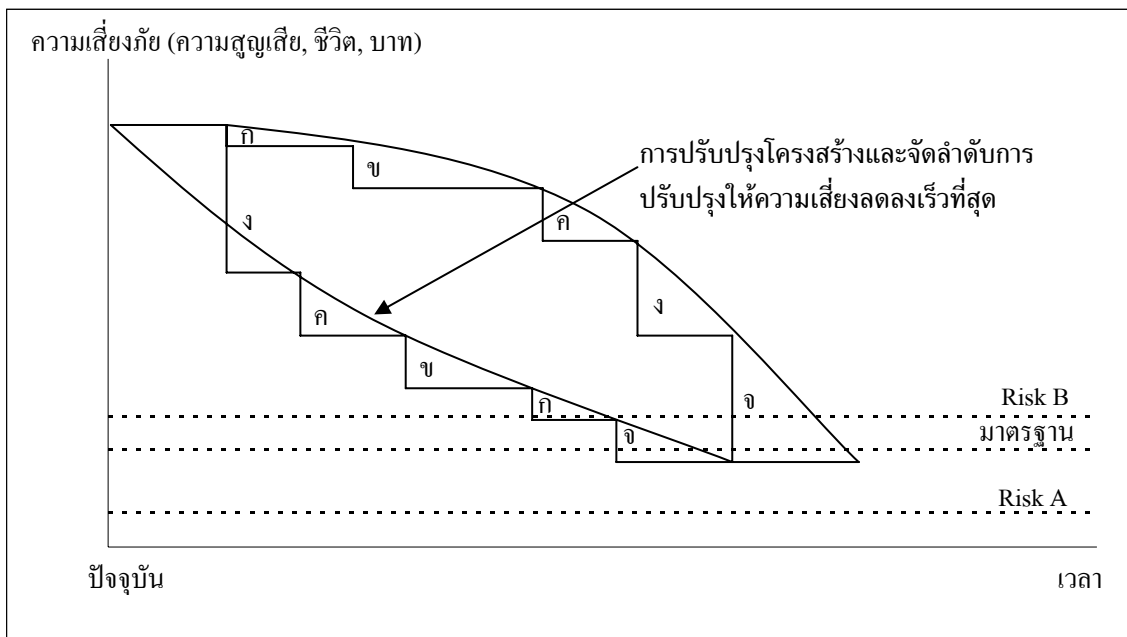 ความเสี่ยงภัย (ความสูญเสีย, ชีวิต, บาท)
ก
ข
การปรับปรุงโครงสร้างและจัดลำดับการ
ปรับปรุงให้ความเสี่ยงลดลงเร็วที่สุด
ค
ง
ง
ค
ข
ก
จ
จ
Risk B
มาตรฐาน
Risk A
ปัจจุบัน
เวลา